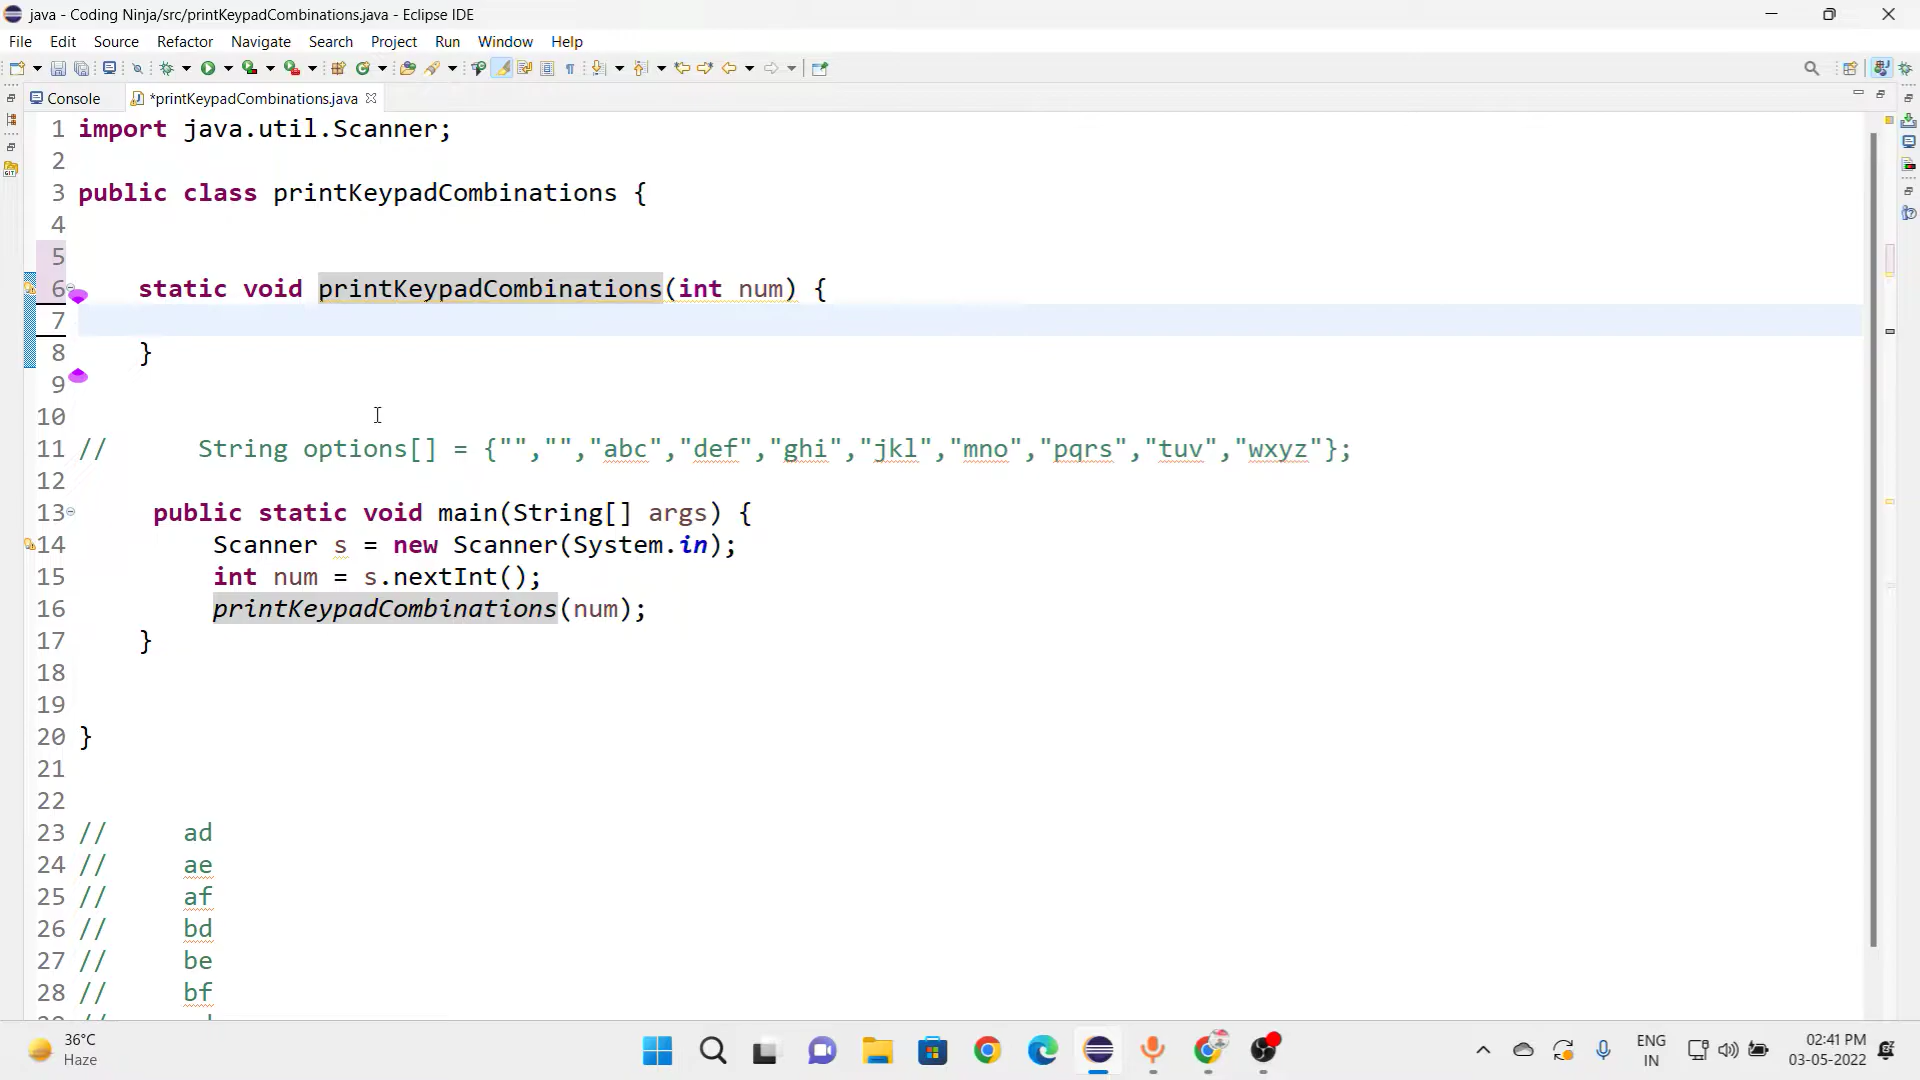 java - Coding Ninja/src/printKeypadCombinations.java - Eclipse IDE
File Edit Source Refactor Navigate Search Project Run Window Help
Console *printKeypadCombinations.java
1 import java.util.Scanner;
2
3 public class printKeypadCombinations {
4
5
6 static void printKeypadCombinations(int num) {
7
8 }
9
10
11 // String options[] = {"","","abc","def","ghi","jkl","mno","pqrs","tuv","wxyz"};
12
13 public static void main(String[] args) {
14 Scanner s = new Scanner(System.in);
15 int num = s.nextInt();
16 printKeypadCombinations(num);
17 }
18
19
20 }
21
22
23 // ad
24 // ae
25 // af
26 // bd
27 // be
28 // bf
36°C
Haze
ENG
IN
02:41 PM
03-05-2022